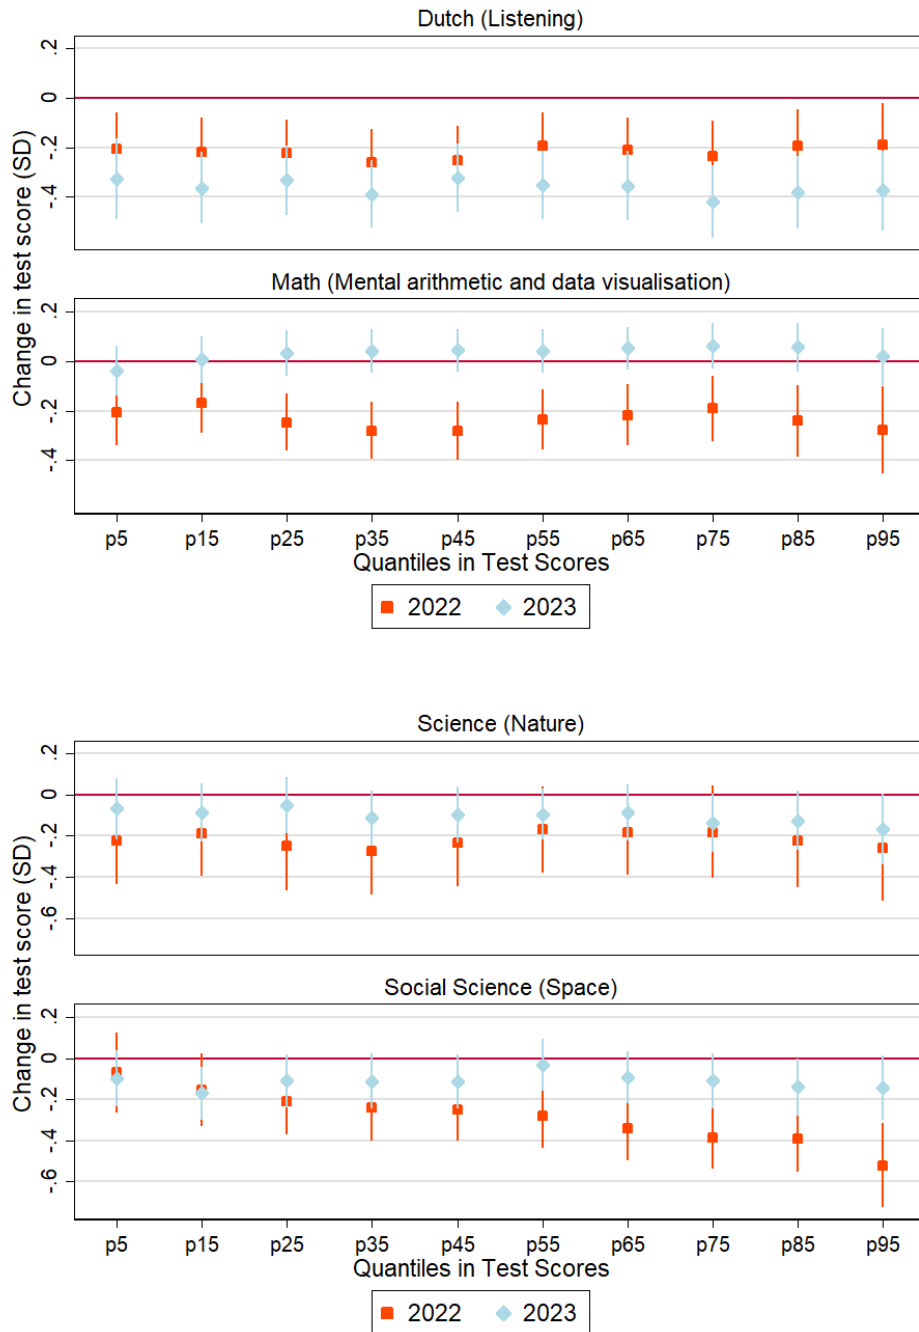 Dutch (Listening)
.2
0
-.2
-.4
Math (Mental arithmetic and data visualisation)
.2
0
-.2
-.4
Change in test score (SD)
p5 p15 p25 p35 p45 p55 p65 p75 p85 p95
Quantiles in Test Scores
2022 2023
Science (Nature)
.2
0
-.2
-.4
-.6
Social Science (Space)
.2
0
-.2
-.4
-.6
Change in test score (SD)
p5 p15 p25 p35 p45 p55 p65 p75 p85 p95
Quantiles in Test Scores
2022 2023